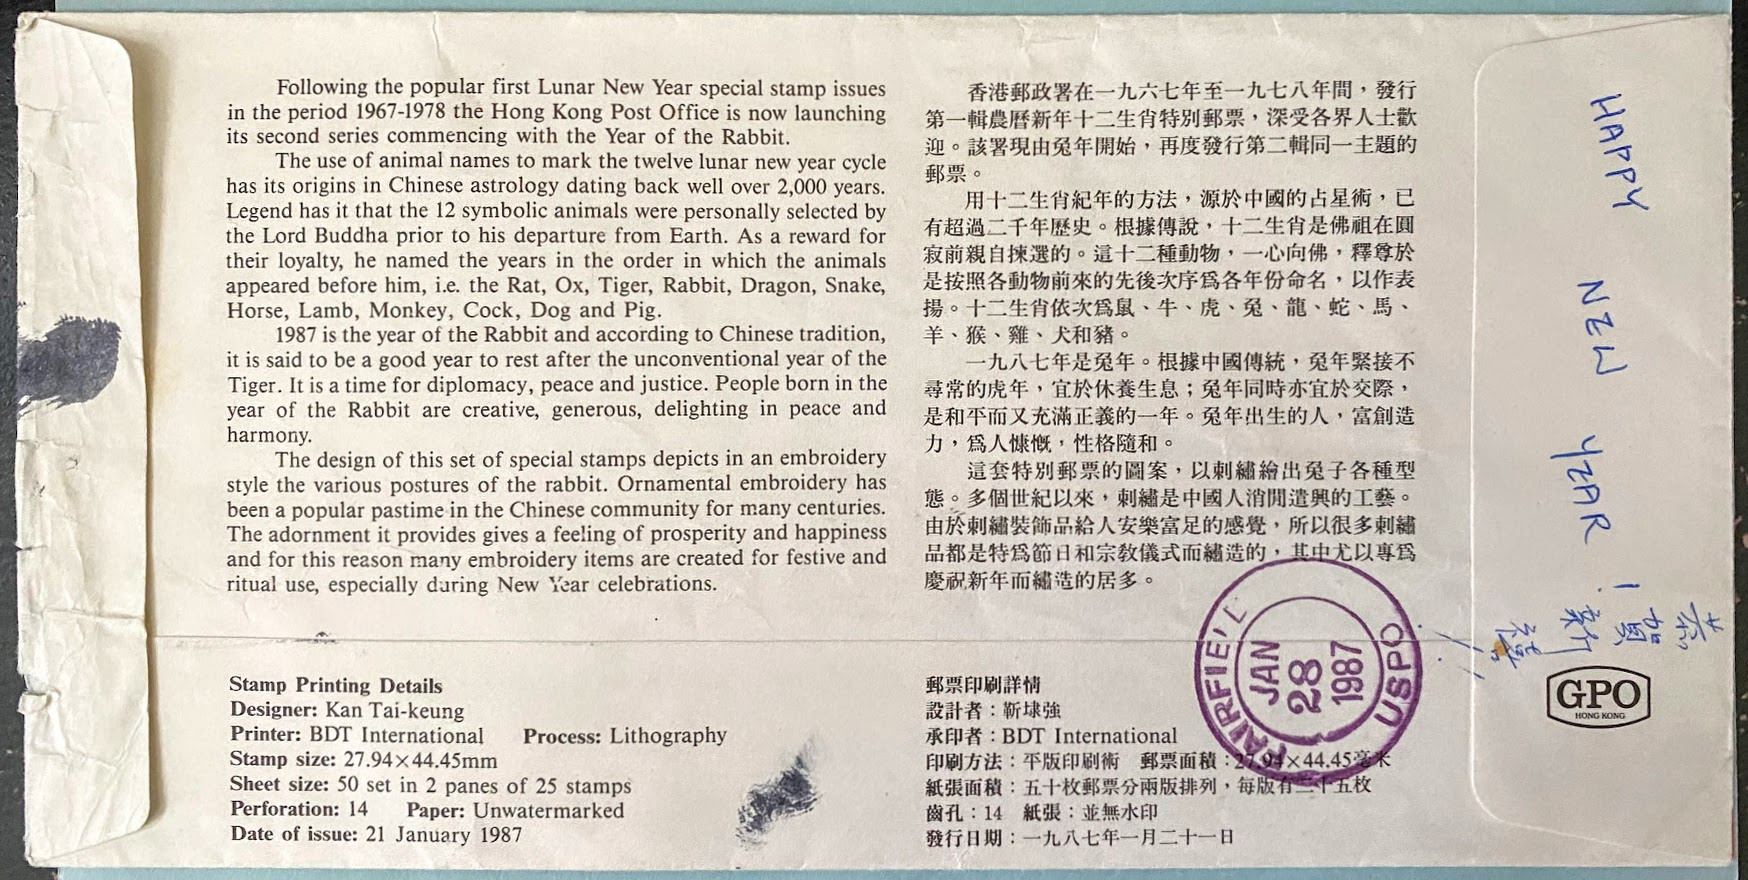 Following the popular first Lunar New Year special stamp issues
in the period 1967-1978 the Hong Kong Post Office is now launching
its second series commencing with the Year of the Rabbit.
The use of animal names to mark the twelve lunar new year cycle
has its origins in Chinese astrology dating back well over 2,000 years.
Legend has it that the 12 symbolic animals were personally selected by
the Lord Buddha prior to his departure from Earth. As a reward for
their loyalty, he named the years in the order in which the animals
appeared before him, i.e. the Rat, Ox, Tiger, Rabbit, Dragon, Snake,
Horse, Lamb, Monkey, Cock, Dog and Pig.
1987 is the year of the Rabbit and according to Chinese tradition,
it is said to be a good year to rest after the unconventional year of the
Tiger. It is a time for diplomacy, peace and justice. People born in the
year of the Rabbit are creative, generous, delighting in peace and
harmony.
The design of this set of special stamps depicts in an embroidery
style the various postures of the rabbit. Ornamental embroidery has
been a popular pastime in the Chinese community for many centuries.
The adornment it provides gives a feeling of prosperity and happiness
and for this reason many embroidery items are created for festive and
ritual use, especially during New Year celebrations.
Stamp Printing Details
Designer: Kan Tai-keung
Printer: BDT International Process: Lithography
Stamp size: 27.94×44.45mm
Sheet size: 50 set in 2 panes of 25 stamps
Perforation: 14 Paper: Unwatermarked
Date of issue: 21 January 1987
香港郵政署在一九六七年至一九七八年間，發行
第一輯農曆新年十二生肖特別郵票，深受各界人士歡
迎。該署現由兔年開始，再度發行第二輯同一主題的
郵票。
用十二生肖紀年的方法，源於中國的占星術，已
有超過二千年歷史。根據傳說，十二生肖是佛祖在圓
寂前親自揀選的。這十二種動物，一心向佛，釋尊於
是按照各動物前來的先後次序爲各年份命名，以作表
揚。十二生肖依次爲鼠、牛、虎、兔、龍、蛇、馬、
羊、猴、雞、犬和豬。
一九八七年是兔年。根據中國傳統，兔年緊接不
尋常的虎年，宜於休養生息；兔年同時亦宜於交際，
是和平而又充滿正義的一年。兔年出生的人，富創造
力，爲人慷慨，性格隨和。
這套特別郵票的圖案，以刺繡繪出兔子各種型
態。多個世紀以來，刺繡是中國人消閒遣興的工藝。
由於刺繡裝飾品給人安樂富足的感覺，所以很多刺繡
品都是特爲節日和宗教儀式而繡造的，其中尤以專爲
慶祝新年而繡造的居多。
郵票印刷詳情
設計者：靳埭強
承印者：BDT International
印刷方法：平版印刷術 郵票面積：27.94×44.45毫米
紙張面積：五十枚郵票分兩版排列，每版有二十五枚
齒孔：14 紙張：並無水印
發行日期：一九八七年一月二十一日
FAIRFIELD
JAN
28
1987
USPO
HAPPY NEW YEAR !
恭賀新禧!!
GPO
HONG KONG